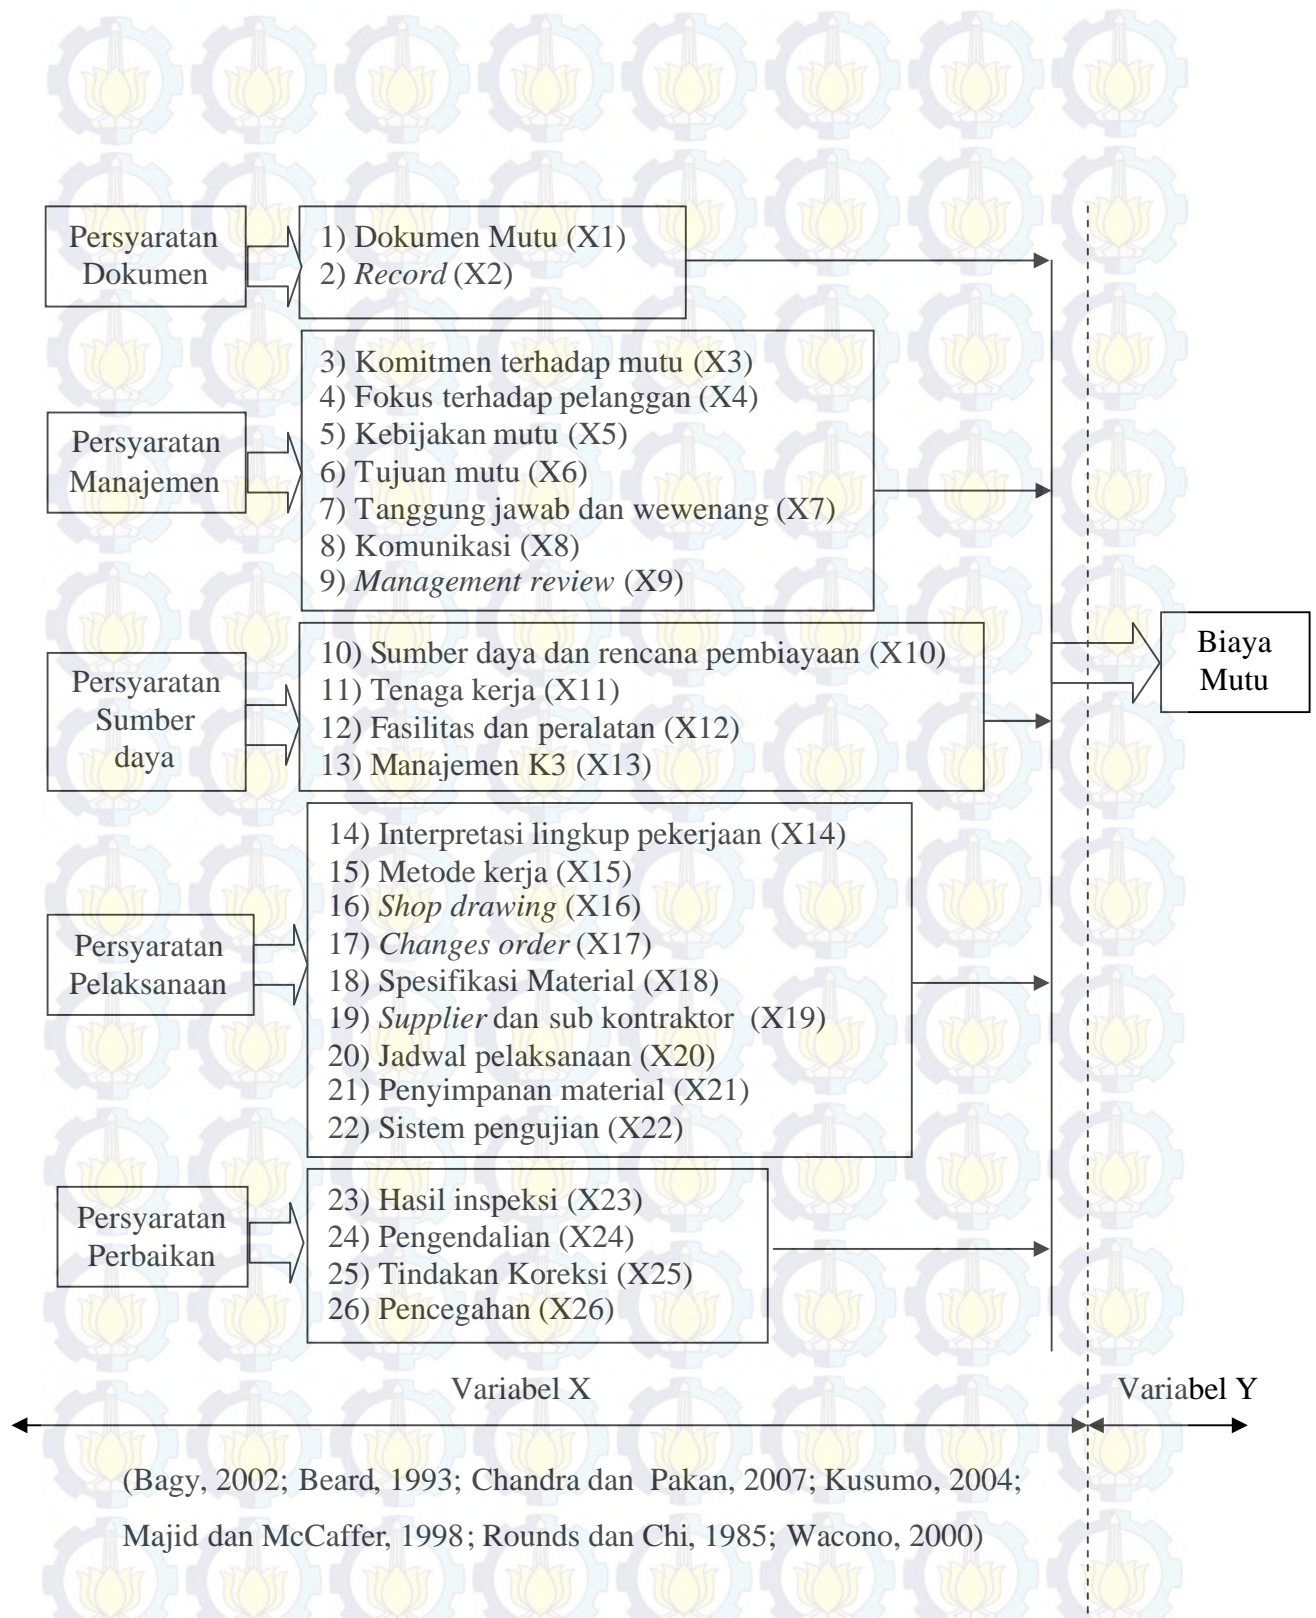 Persyaratan
Dokumen
1) Dokumen Mutu (X1)
2) Record (X2)
Persyaratan
Manajemen
3) Komitmen terhadap mutu (X3)
4) Fokus terhadap pelanggan (X4)
5) Kebijakan mutu (X5)
6) Tujuan mutu (X6)
7) Tanggung jawab dan wewenang (X7)
8) Komunikasi (X8)
9) Management review (X9)
Persyaratan
Sumber
daya
10) Sumber daya dan rencana pembiayaan (X10)
11) Tenaga kerja (X11)
12) Fasilitas dan peralatan (X12)
13) Manajemen K3 (X13)
Biaya
Mutu
Persyaratan
Pelaksanaan
14) Interpretasi lingkup pekerjaan (X14)
15) Metode kerja (X15)
16) Shop drawing (X16)
17) Changes order (X17)
18) Spesifikasi Material (X18)
19) Supplier dan sub kontraktor (X19)
20) Jadwal pelaksanaan (X20)
21) Penyimpanan material (X21)
22) Sistem pengujian (X22)
Persyaratan
Perbaikan
23) Hasil inspeksi (X23)
24) Pengendalian (X24)
25) Tindakan Koreksi (X25)
26) Pencegahan (X26)
Variabel X
Variabel Y
(Bagy, 2002; Beard, 1993; Chandra dan Pakan, 2007; Kusumo, 2004;
Majid dan McCaffer, 1998; Rounds dan Chi, 1985; Wacono, 2000)